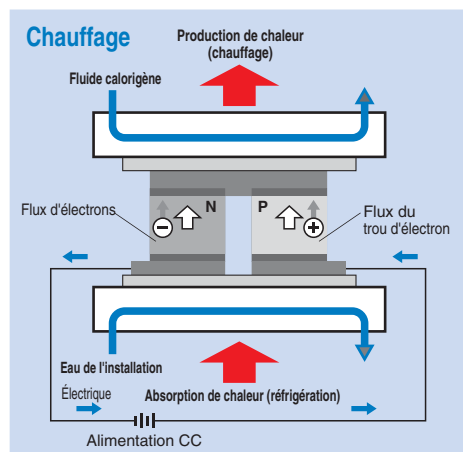 Chauffage
Production de chaleur
(chauffage)
Fluide calorigène
N
P
Flux d'électrons
Flux du
trou d'électron
−
+
Eau de l'installation
Absorption de chaleur (réfrigération)
Électrique
Alimentation CC